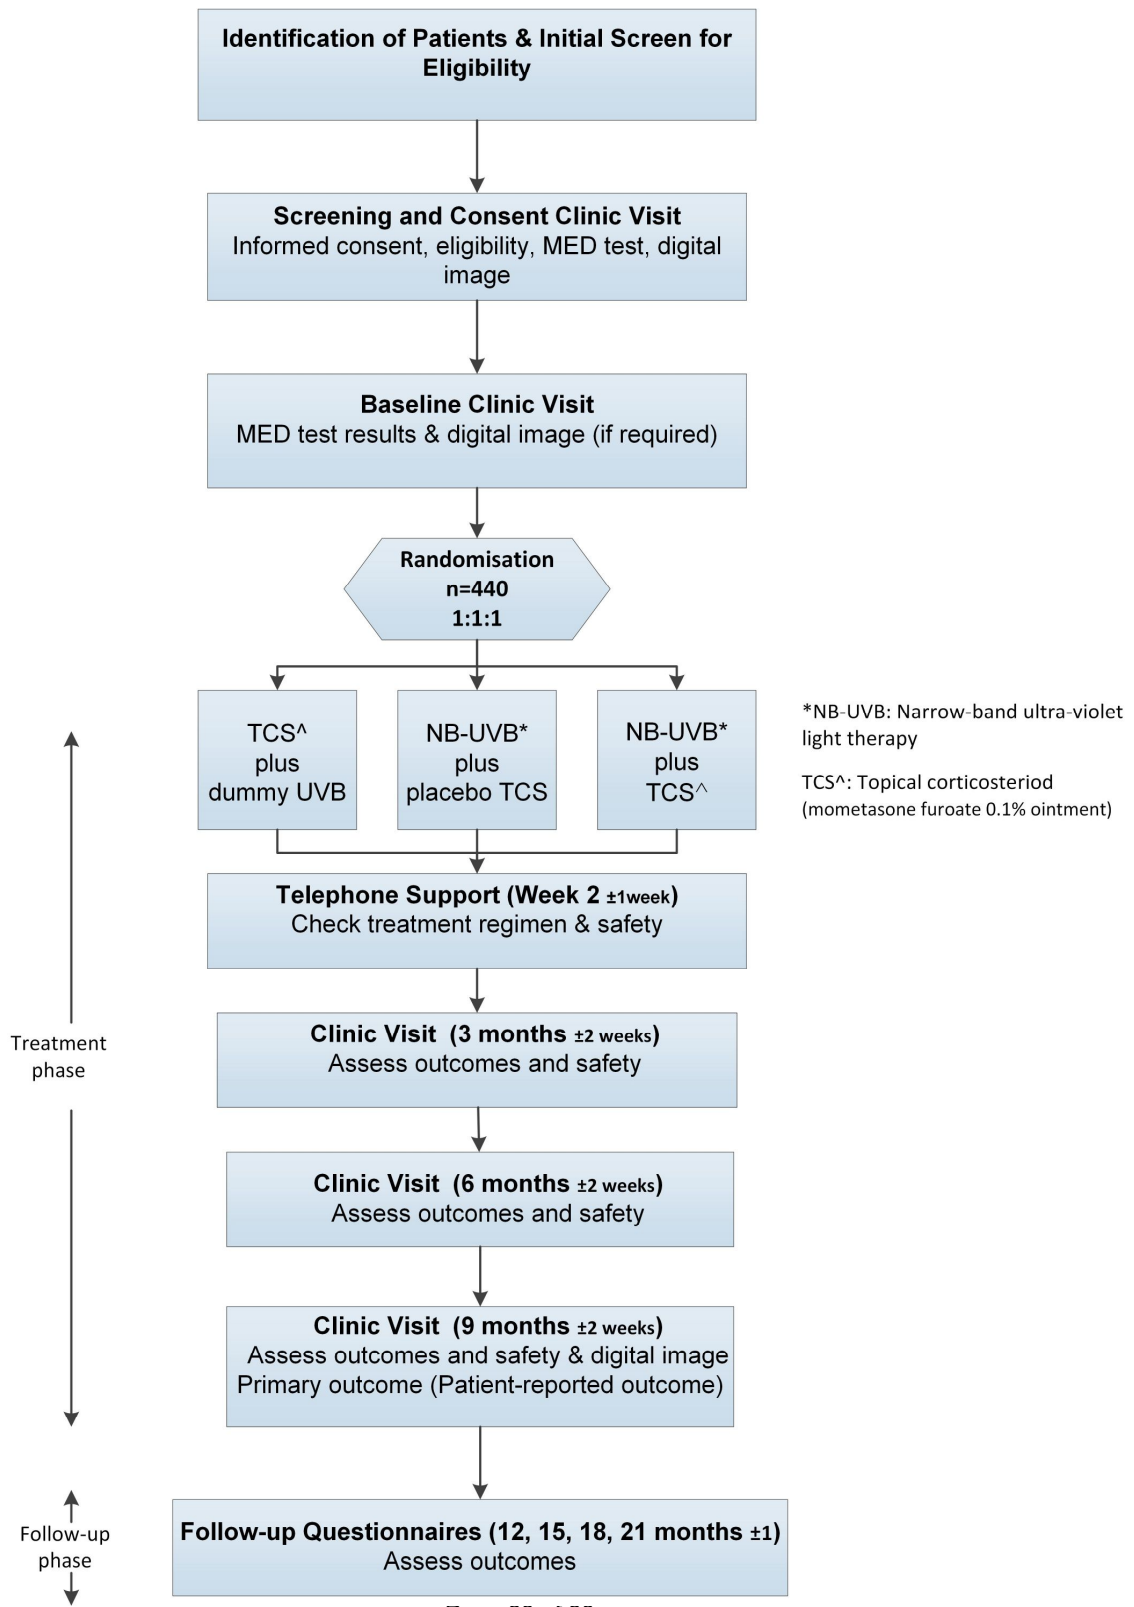 Identification of Patients & Initial Screen for
Eligibility
Screening and Consent Clinic Visit
Informed consent, eligibility, MED test, digital
image
Baseline Clinic Visit
MED test results & digital image (if required)
Randomisation
n=440
1:1:1
TCS^
plus
dummy UVB
NB-UVB*
plus
placebo TCS
NB-UVB*
plus
TCS^
*NB-UVB: Narrow-band ultra-violet
light therapy
TCS^: Topical corticosteriod
(mometasone furoate 0.1% ointment)
Telephone Support (Week 2 ±1week)
Check treatment regimen & safety
Treatment
phase
Clinic Visit (3 months ±2 weeks)
Assess outcomes and safety
Clinic Visit (6 months ±2 weeks)
Assess outcomes and safety
Clinic Visit (9 months ±2 weeks)
Assess outcomes and safety & digital image
Primary outcome (Patient-reported outcome)
Follow-up
phase
Follow-up Questionnaires (12, 15, 18, 21 months ±1)
Assess outcomes